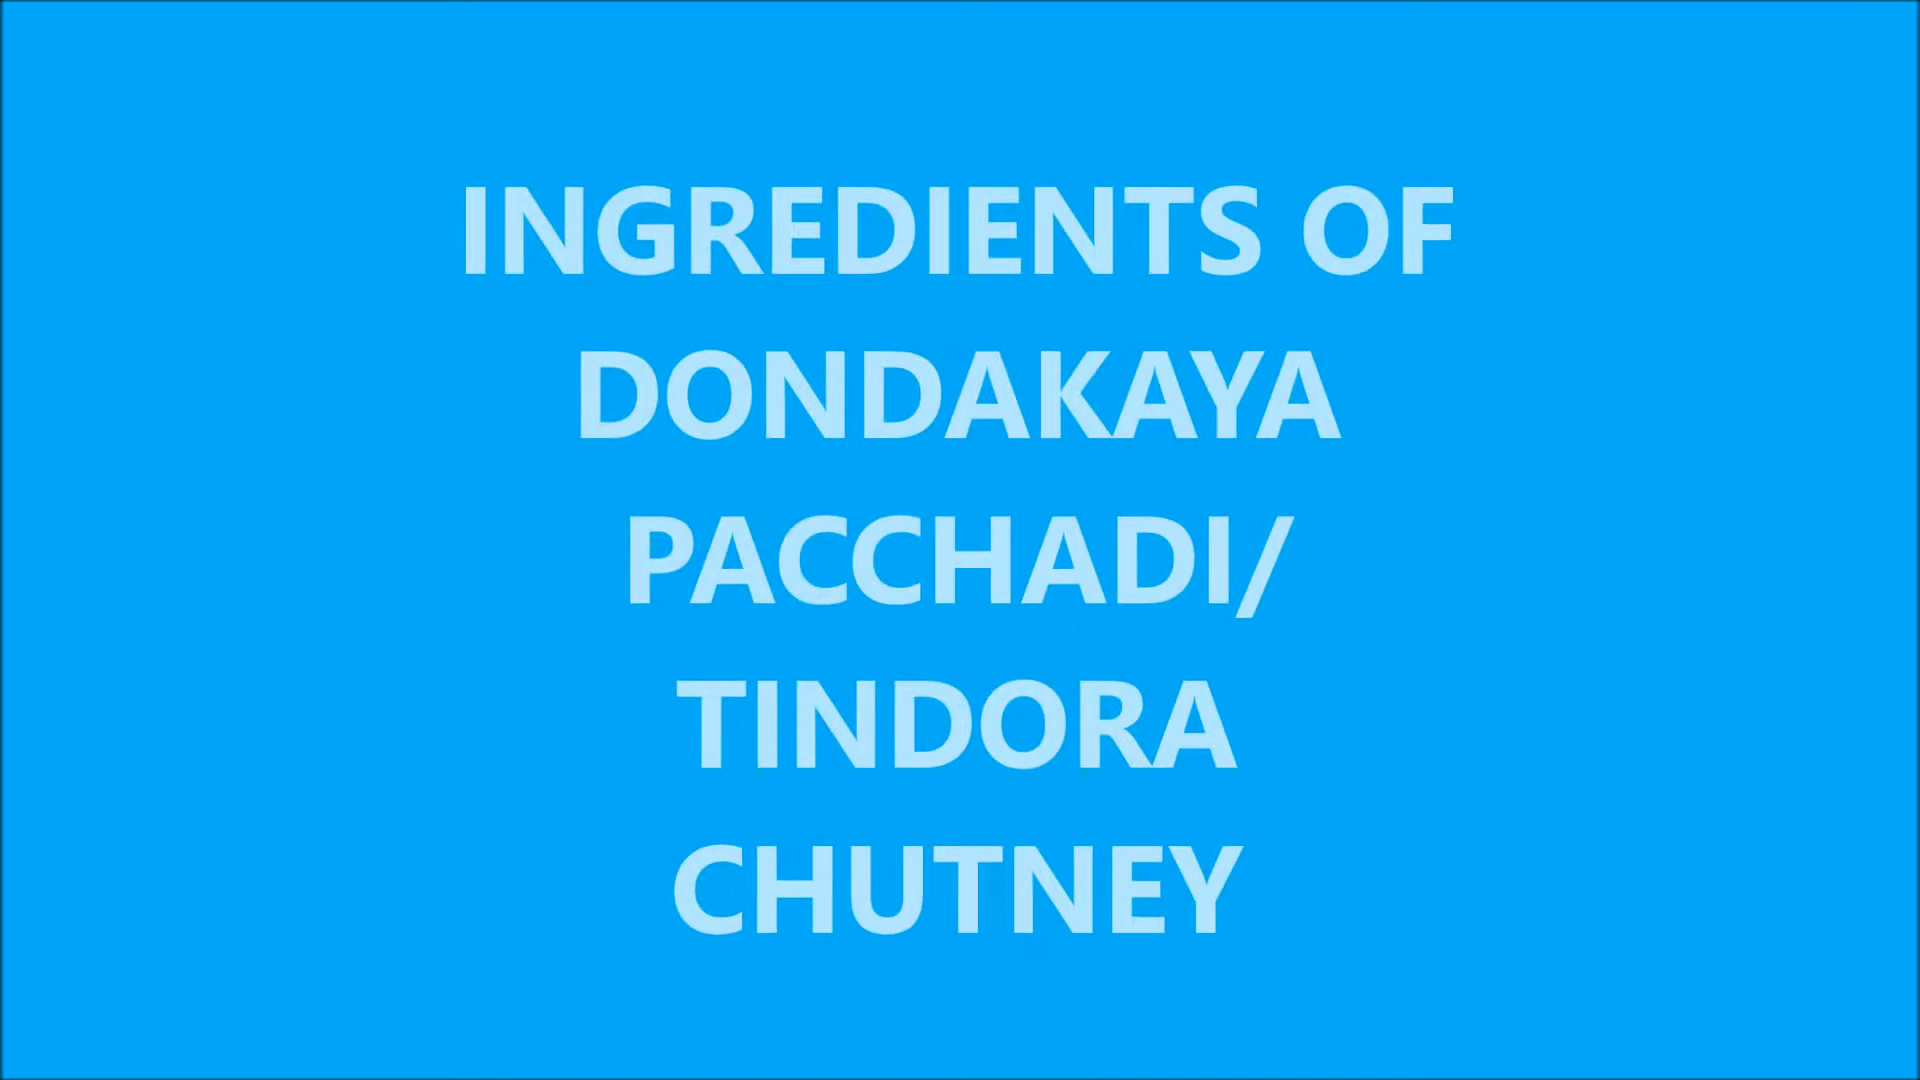 INGREDIENTS OF
DONDAKAYA
PACCHADI/
TINDORA
CHUTNEY